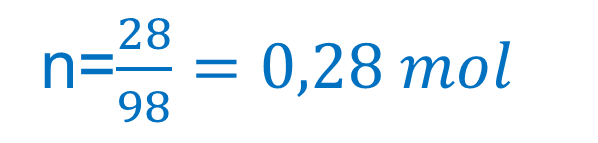 n=28/98 = 0,28 mol